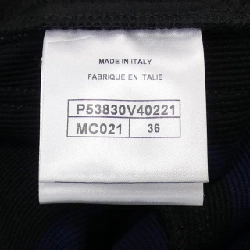 MADE IN ITALY
FABRIQUE EN ITALIE
P53830V40221
MC021 36